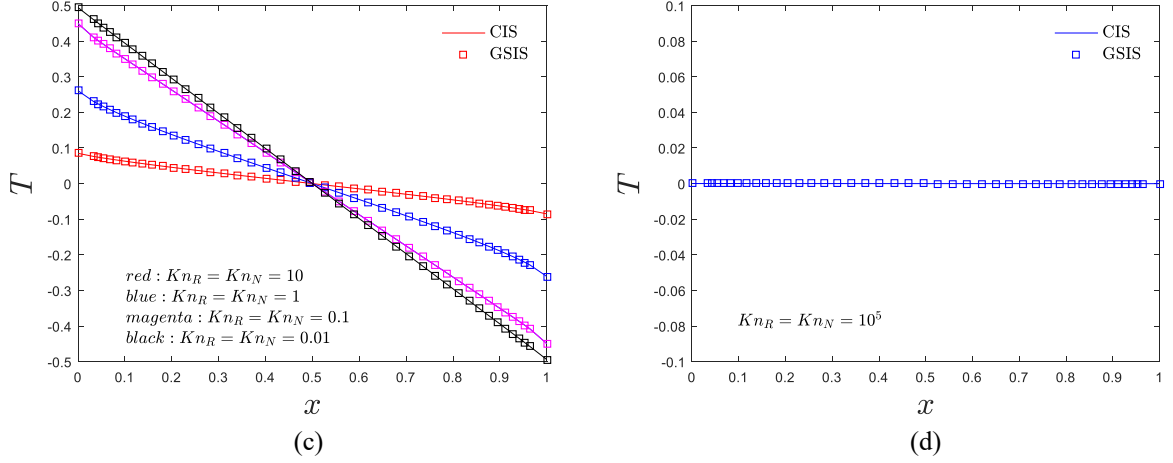 0.5
0.4
0.3
0.2
0.1
0
-0.1
-0.2
-0.3
-0.4
-0.5
T
CIS
GSIS
red : Kn_R = Kn_N = 10
blue : Kn_R = Kn_N = 1
magenta : Kn_R = Kn_N = 0.1
black : Kn_R = Kn_N = 0.01
0 0.1 0.2 0.3 0.4 0.5 0.6 0.7 0.8 0.9 1
x
(c)
0.1
0.08
0.06
0.04
0.02
0
-0.02
-0.04
-0.06
-0.08
-0.1
T
CIS
GSIS
Kn_R = Kn_N = 10^5
0 0.1 0.2 0.3 0.4 0.5 0.6 0.7 0.8 0.9 1
x
(d)